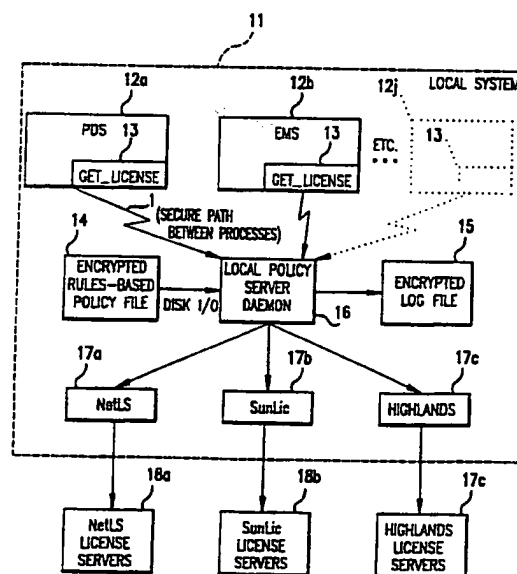 11
12a
12b
12j
LOCAL SYSTEM
PDS
13
GET_LICENSE
EMS
13
GET_LICENSE
ETC.
13
1
(SECURE PATH
BETWEEN PROCESSES)
14
15
ENCRYPTED
RULES-BASED
POLICY FILE
DISK I/O
LOCAL POLICY
SERVER
DAEMON
16
ENCRYPTED
LOG FILE
17a
17b
17c
NetLS
SunLic
HIGHLANDS
18a
18b
17c
NetLS
LICENSE
SERVERS
SunLic
LICENSE
SERVERS
HIGHLANDS
LICENSE
SERVERS